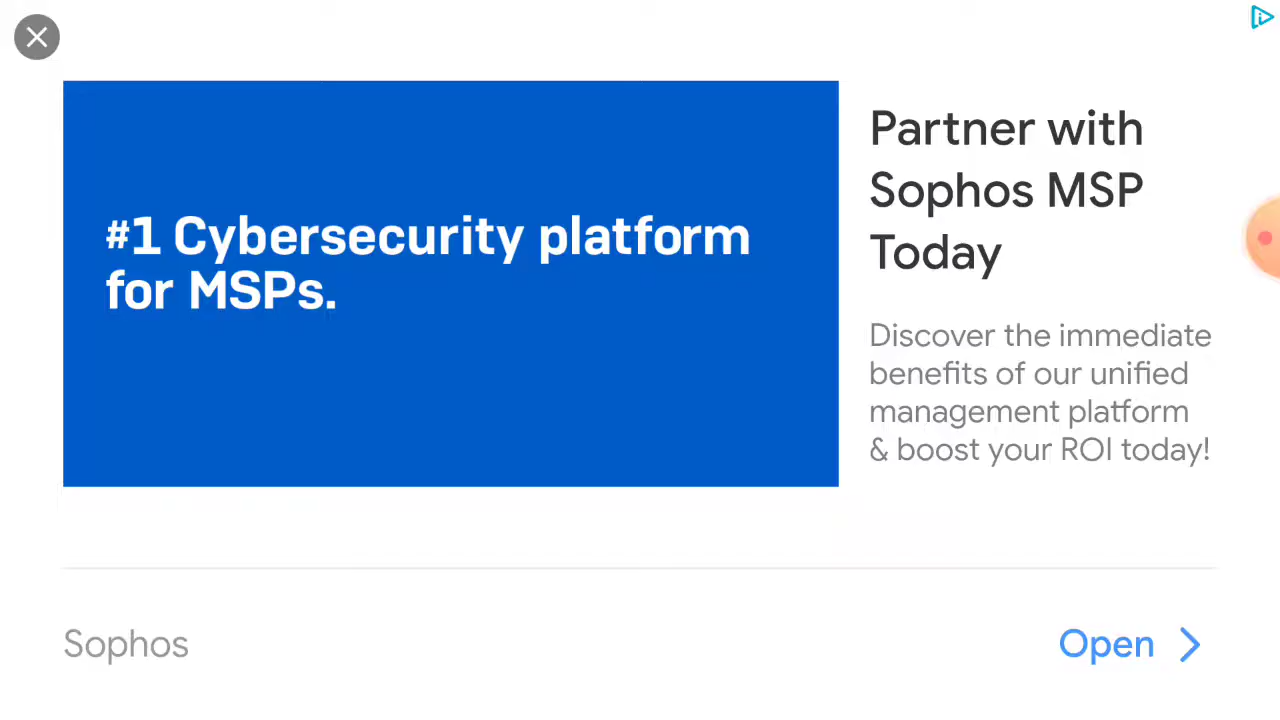 #1 Cybersecurity platform
for MSPs.
Partner with
Sophos MSP
Today
Discover the immediate
benefits of our unified
management platform
& boost your ROI today!
Sophos
Open